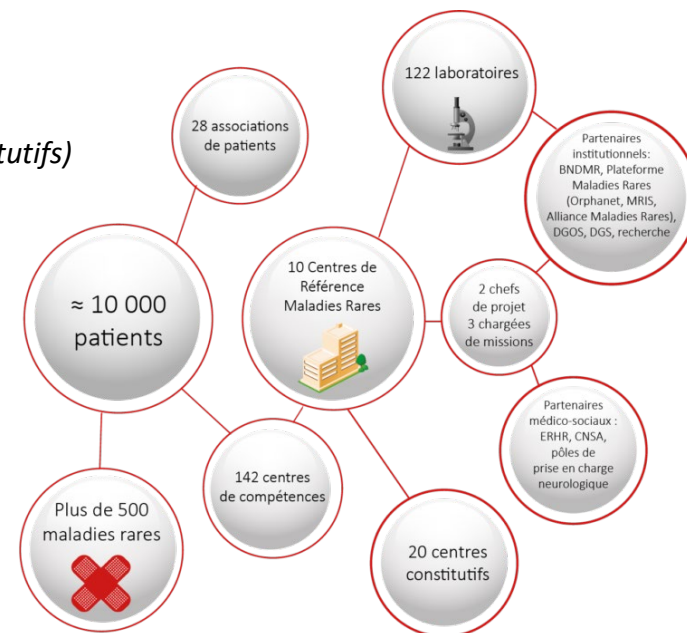 tutifs)
28 associations
de patients
122 laboratoires
Partenaires
institutionnels:
BNDMR, Plateforme
Maladies Rares
(Orphanet, MRIS,
Alliance Maladies Rares),
DGOS, DGS, recherche
≈ 10 000
patients
10 Centres de
Référence
Maladies Rares
2 chefs
de projet
3 chargées
de missions
Partenaires
médico-sociaux :
ERHR, CNSA,
pôles de
prise en charge
neurologique
142 centres
de compétences
Plus de 500
maladies rares
20 centres
constitutifs